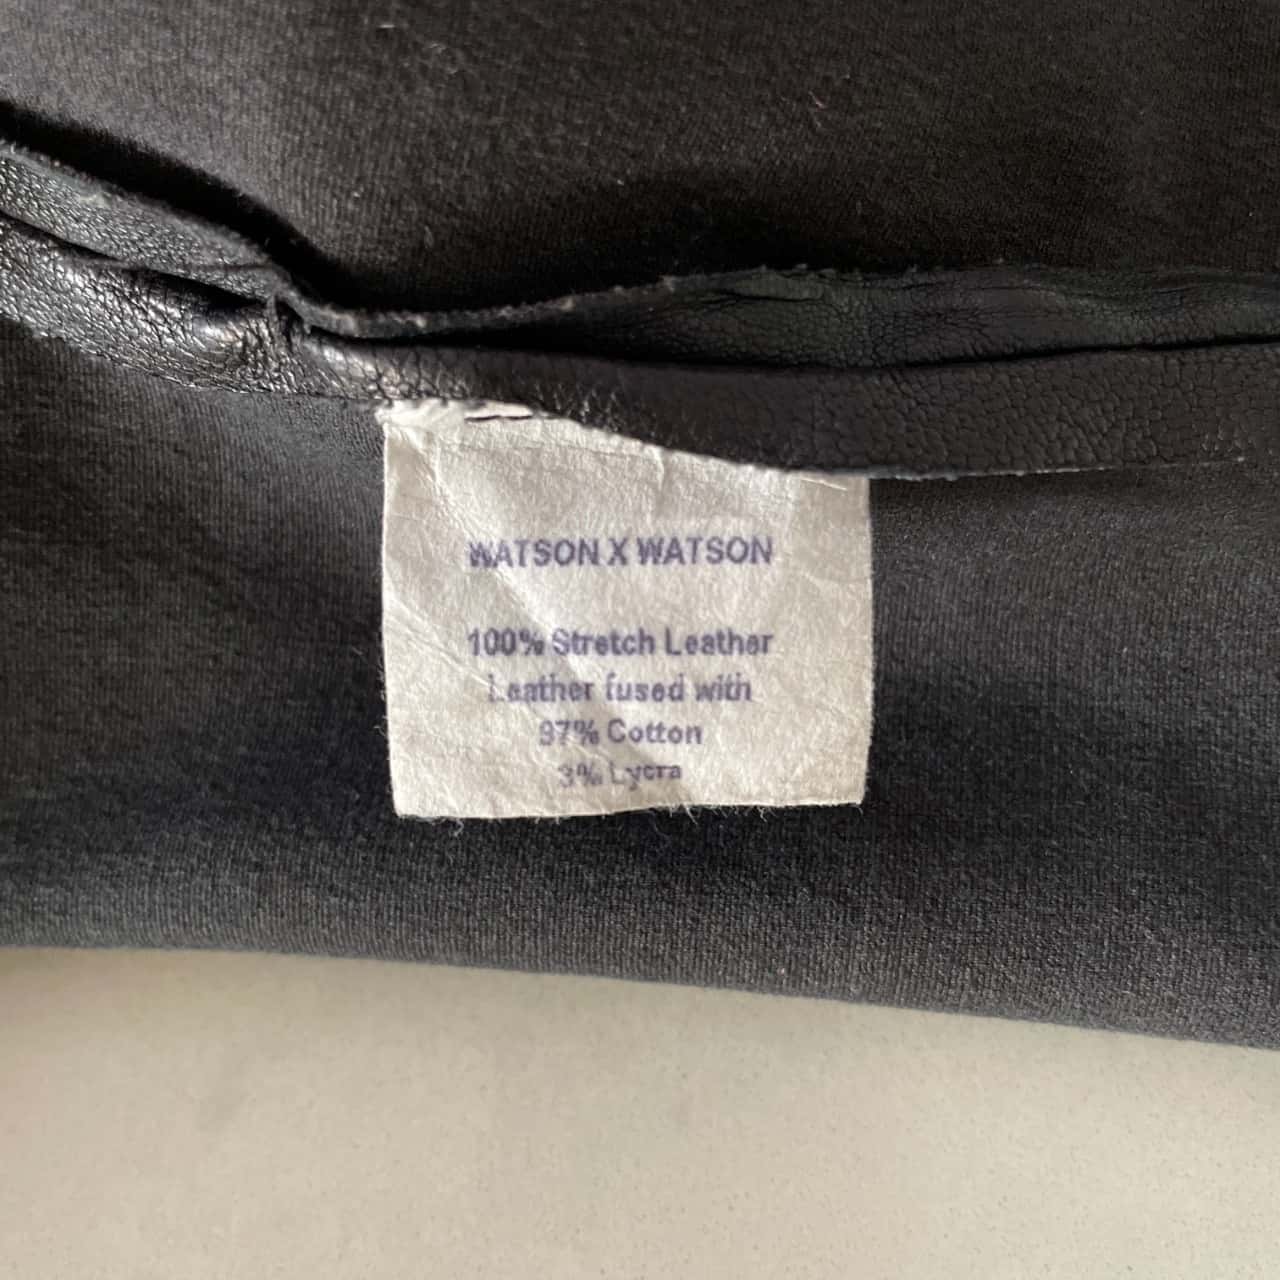 WATSON X WATSON
100% Stretch Leather
Leather fused with
97% Cotton
3% Lycra